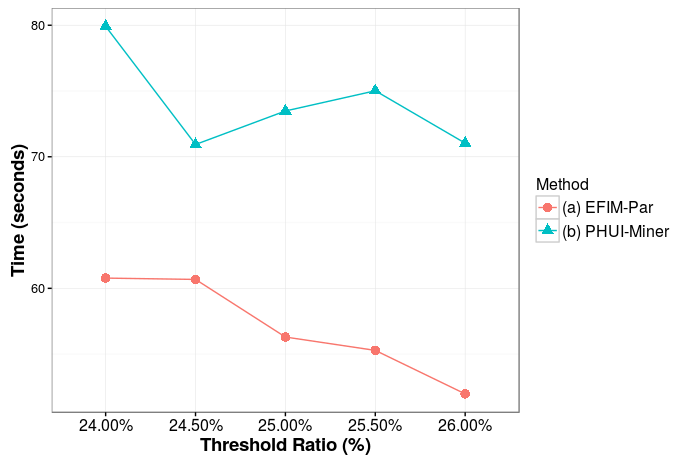 80
70
60
Time (seconds)
24.00% 24.50% 25.00% 25.50% 26.00%
Threshold Ratio (%)
Method
(a) EFIM-Par
(b) PHUI-Miner